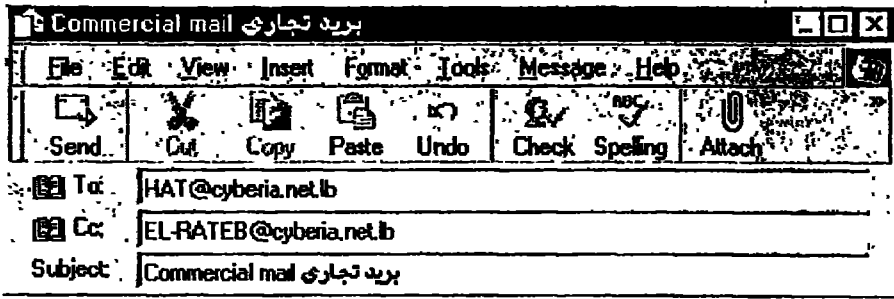 Commercial mail بريد تجاري
File Edit View Insert Format Tools Message Help
Send Cut Copy Paste Undo Check Spelling Attach »
To: HAT@cyberia.net.lb
Cc: EL-RATEB@cyberia.net.lb
Subject: Commercial mail بريد تجاري